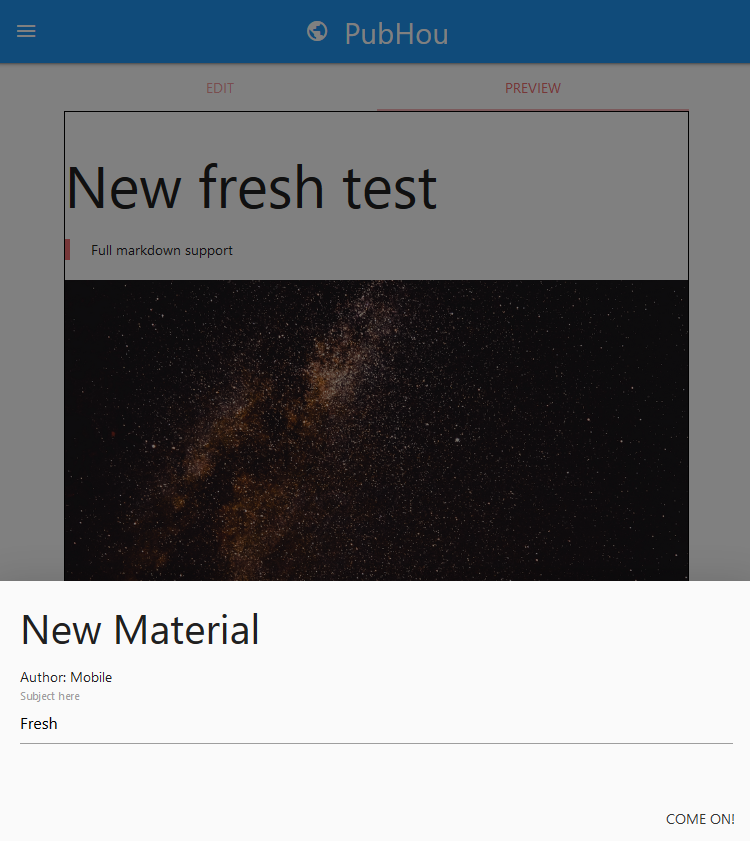 PubHou
EDIT PREVIEW
New fresh test
Full markdown support
New Material
Author: Mobile
Subject here
Fresh
COME ON!